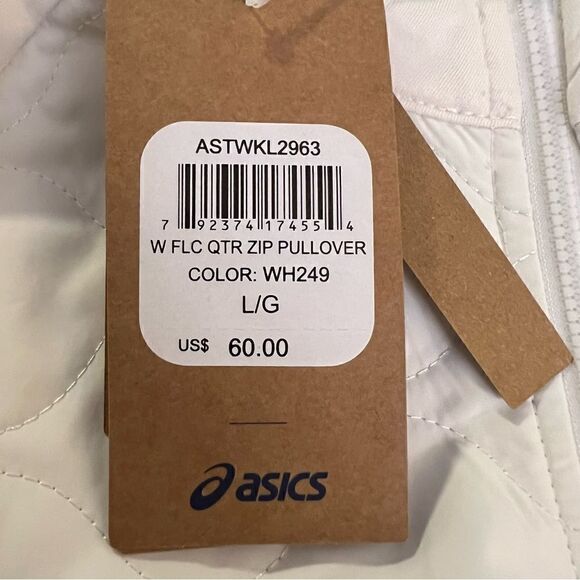 ASTWKL2963
7 92374 17455 4
W FLC QTR ZIP PULLOVER
COLOR: WH249
L/G
US$ 60.00
asics